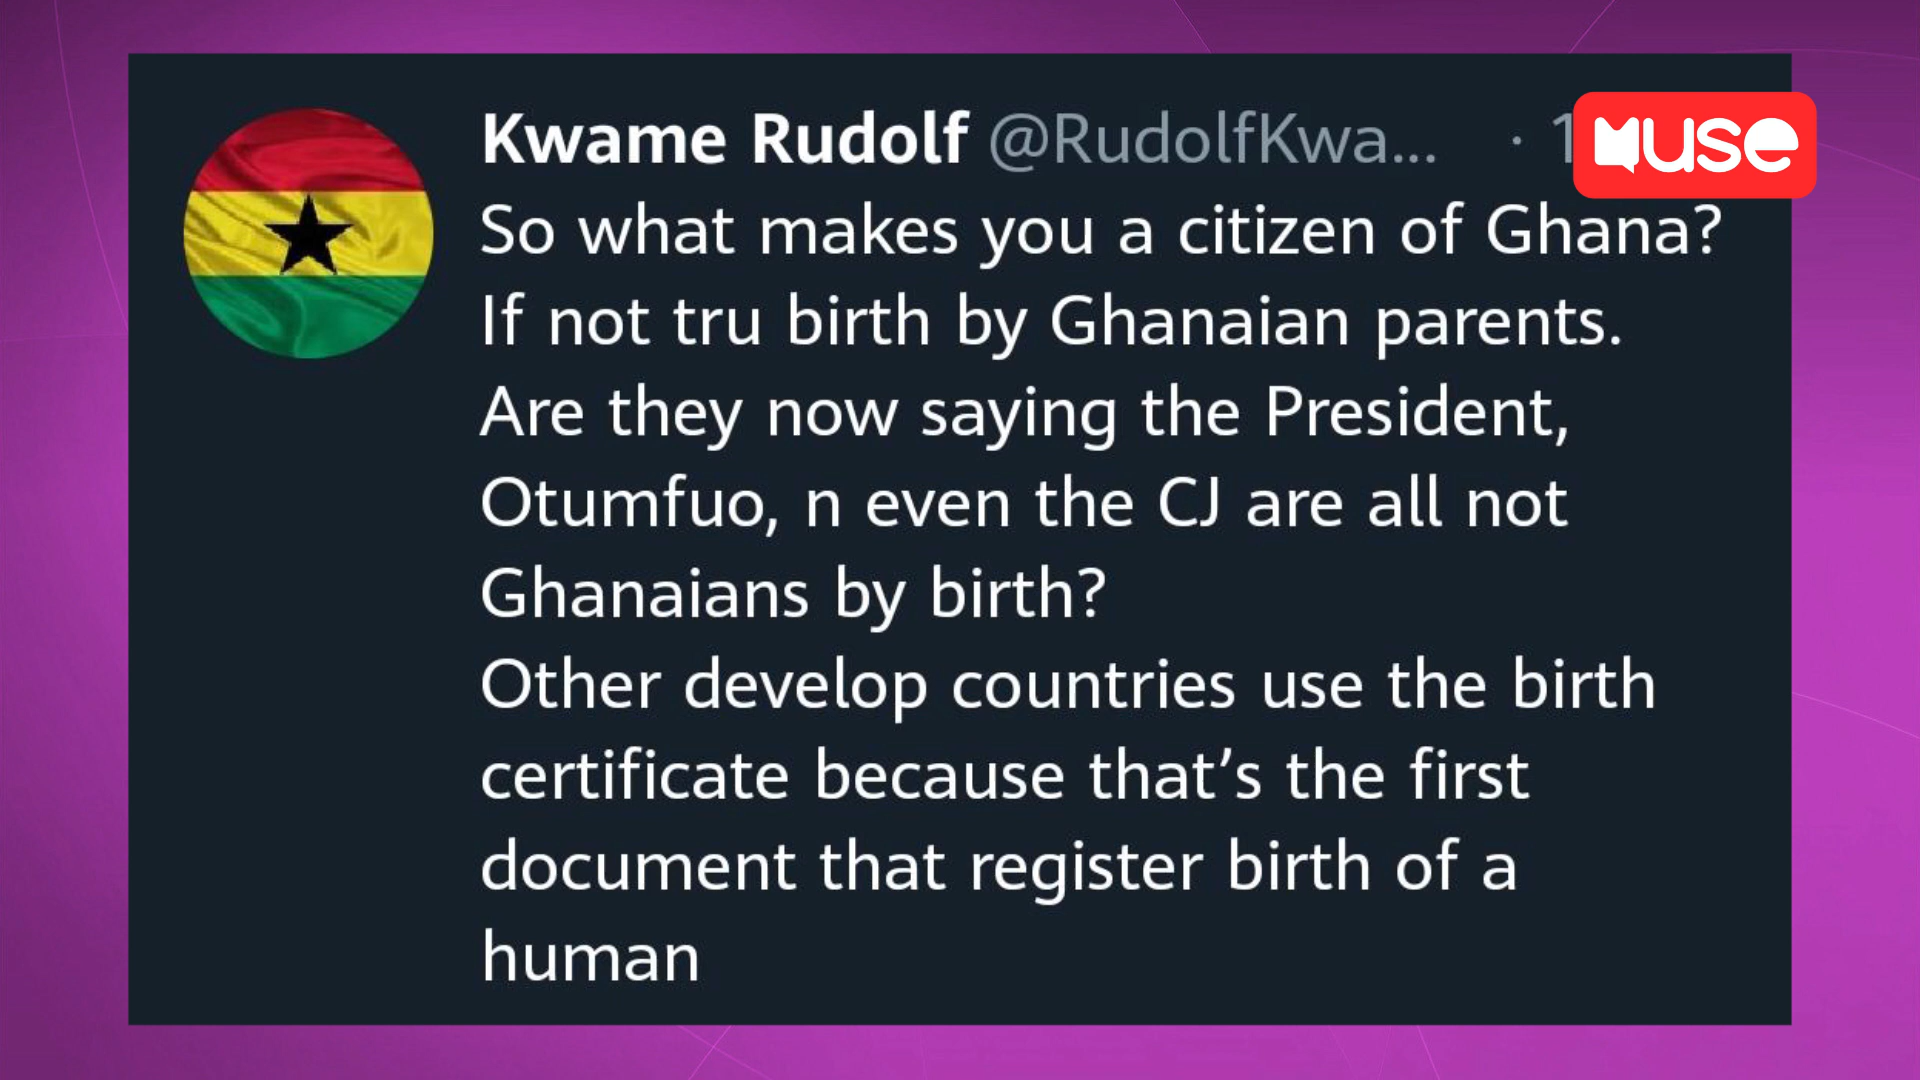 Kwame Rudolf @RudolfKwa... · 1
MUSE
So what makes you a citizen of Ghana?
If not tru birth by Ghanaian parents.
Are they now saying the President,
Otumfuo, n even the CJ are all not
Ghanaians by birth?
Other develop countries use the birth
certificate because that’s the first
document that register birth of a
human